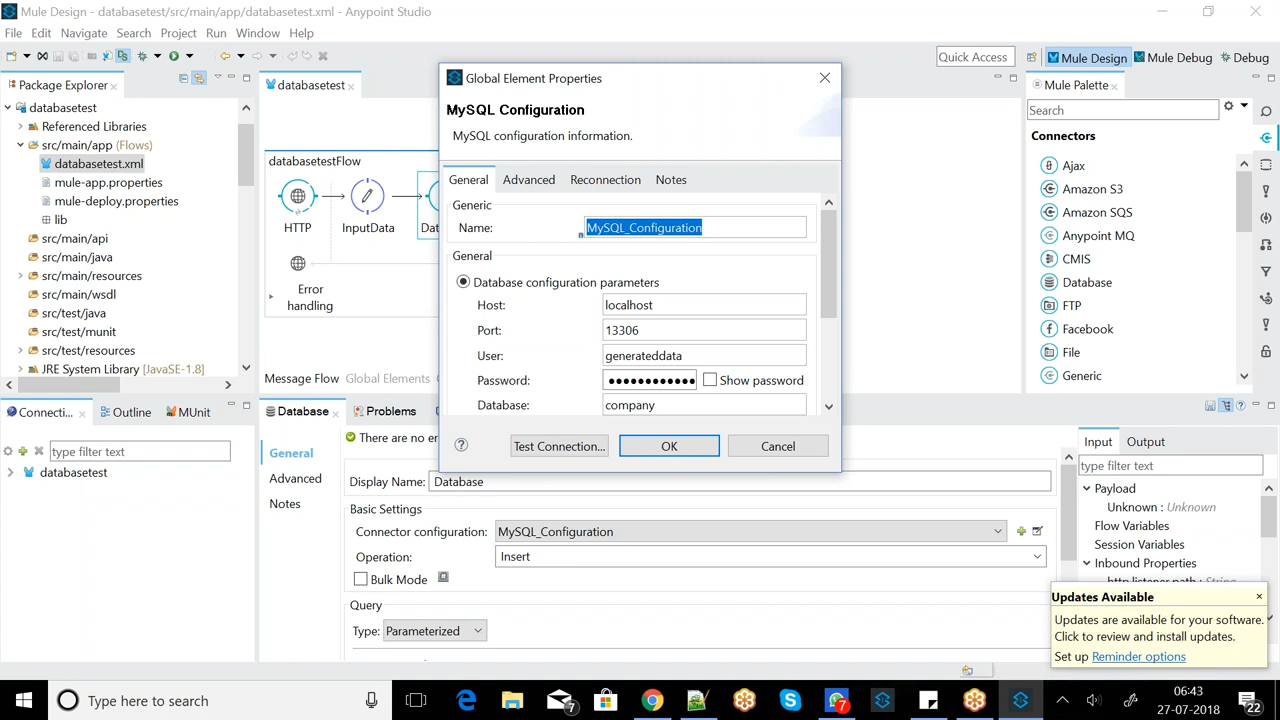 Mule Design - databasetest/src/main/app/databasetest.xml - Anypoint Studio
File Edit Navigate Search Project Run Window Help
Quick Access
Mule Design
Mule Debug
Debug
Package Explorer
databasetest
Referenced Libraries
src/main/app (Flows)
databasetest.xml
mule-app.properties
mule-deploy.properties
lib
src/main/api
src/main/java
src/main/resources
src/main/wsdl
src/test/java
src/test/munit
src/test/resources
JRE System Library [JavaSE-1.8]
databasetest
databasetestFlow
HTTP
InputData
Dat
Error
handling
Message Flow Global Elements
Global Element Properties
MySQL Configuration
MySQL configuration information.
General Advanced Reconnection Notes
Generic
Name: MySQL_Configuration
General
Database configuration parameters
Host: localhost
Port: 13306
User: generateddata
Password: ●●●●●●●●●●●● Show password
Database: company
Test Connection... OK Cancel
Mule Palette
Search
Connectors
Ajax
Amazon S3
Amazon SQS
Anypoint MQ
CMIS
Database
FTP
Facebook
File
Generic
Connecti... Outline MUnit
type filter text
databasetest
Database Problems
There are no er
General
Advanced
Notes
Display Name: Database
Basic Settings
Connector configuration: MySQL_Configuration
Operation: Insert
Bulk Mode
Query
Type: Parameterized
Input Output
type filter text
Payload
Unknown : Unknown
Flow Variables
Session Variables
Inbound Properties
http.listener.path : String
Updates Available
Updates are available for your software.
Click to review and install updates.
Set up Reminder options
Type here to search
7
7
06:43
27-07-2018
22